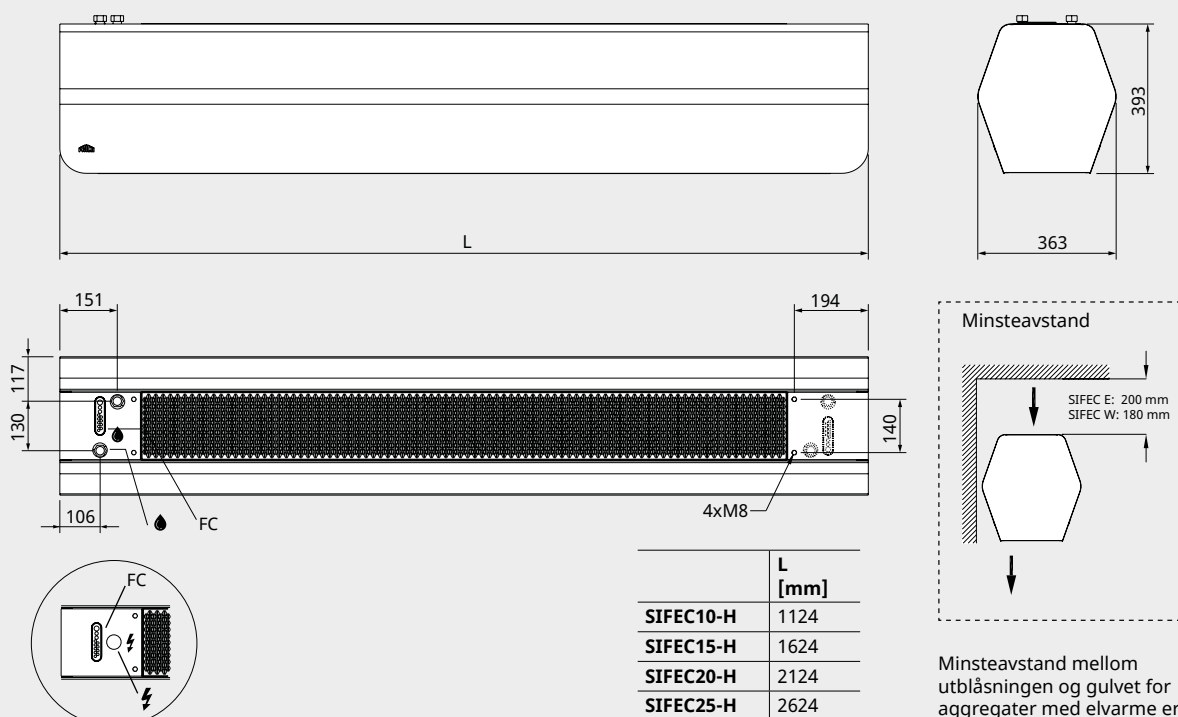 393
L
363
151
194
117
130
140
106
FC
4xM8
FC
Minsteavstand
SIFEC E: 200 mm
SIFEC W: 180 mm
L
[mm]
SIFEC10-H 1124
SIFEC15-H 1624
SIFEC20-H 2124
SIFEC25-H 2624
Minsteavstand mellom
utblåsningen og gulvet for
aggregater med elvarme er